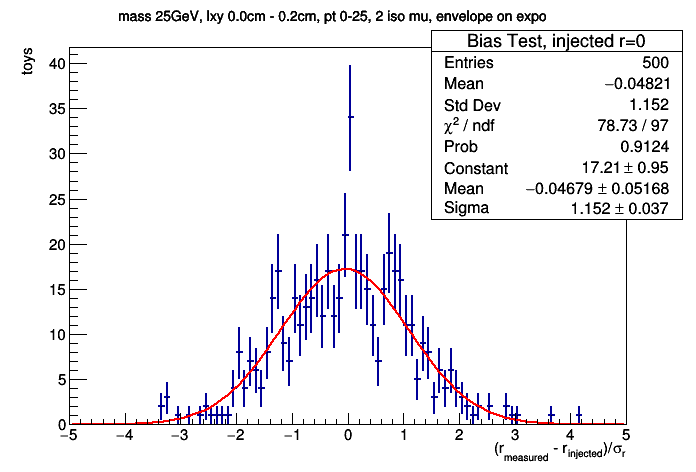 mass 25GeV, lxy 0.0cm - 0.2cm, pt 0-25, 2 iso mu, envelope on expo
Bias Test, injected r=0
Entries 500
Mean −0.04821
Std Dev 1.152
χ² / ndf 78.73 / 97
Prob 0.9124
Constant 17.21 ± 0.95
Mean −0.04679 ± 0.05168
Sigma 1.152 ± 0.037
toys
40
35
30
25
20
15
10
5
0
−5 −4 −3 −2 −1 0 1 2 3 4 5
(r_measured - r_injected)/σ_r